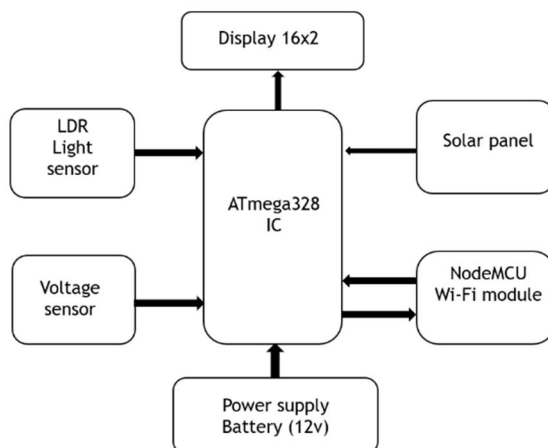 Display 16x2
LDR
Light
sensor
Solar panel
ATmega328
IC
Voltage
sensor
NodeMCU
Wi-Fi module
Power supply
Battery (12v)